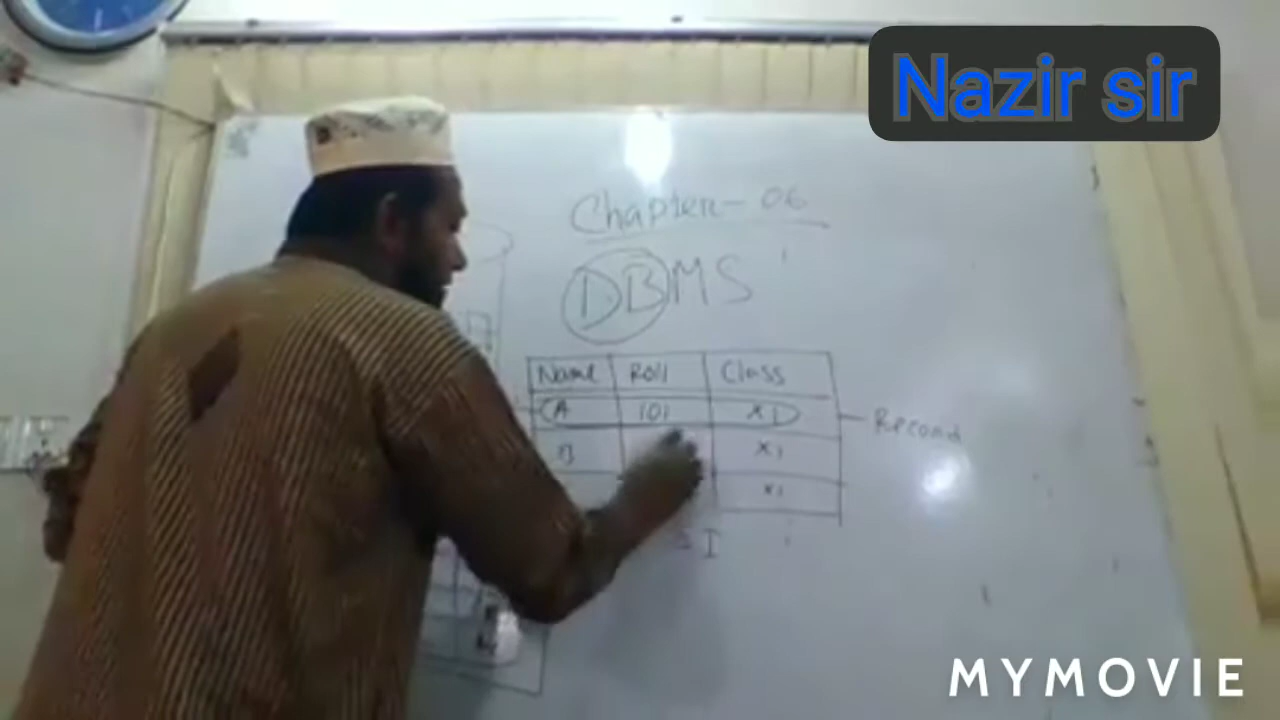 Nazir sir
Chapter-06
DBMS
Name Roll Class
A 101 XI
Record
B XI
XI
MYMOVIE